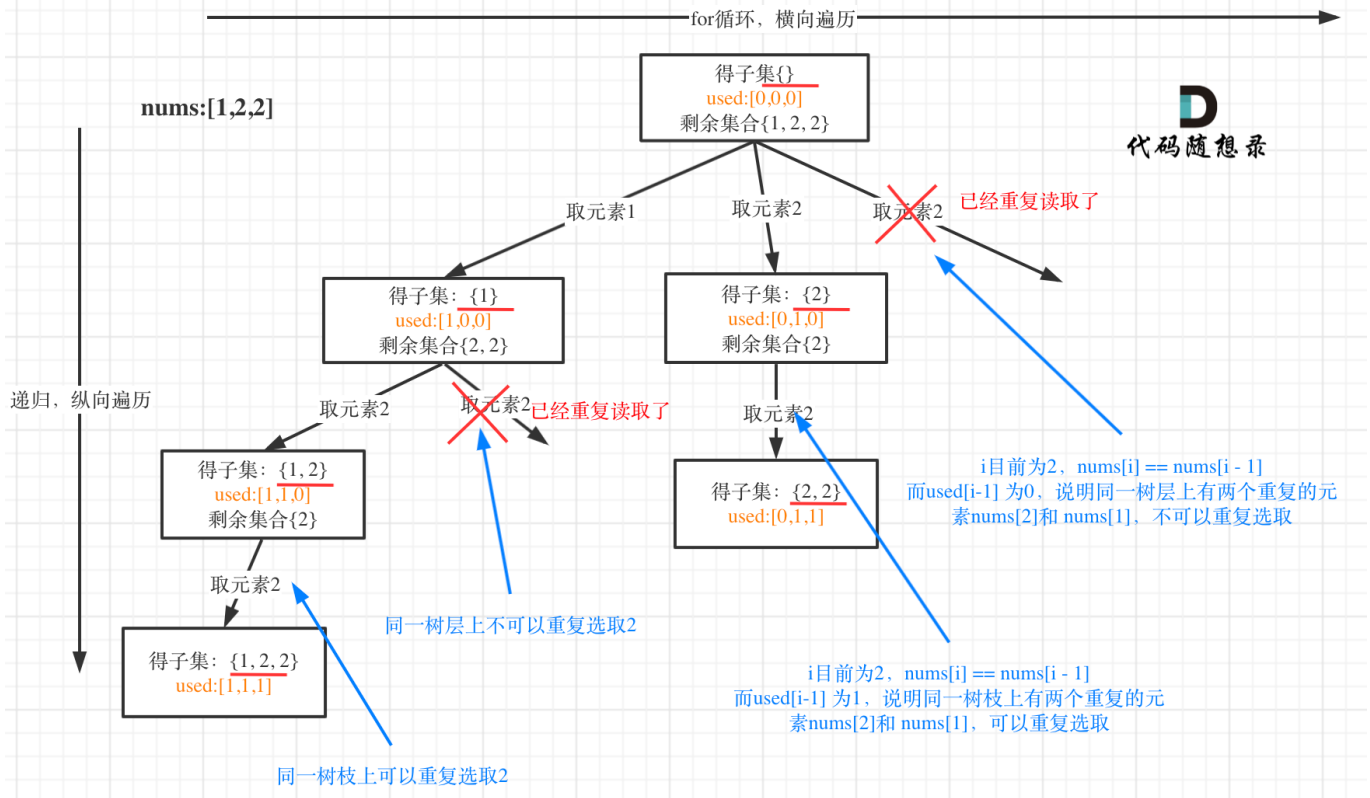 for循环，横向遍历
nums:[1,2,2]
得子集{}
used:[0,0,0]
剩余集合{1, 2, 2}
代码随想录
取元素1
取元素2
取元素2
已经重复读取了
得子集：{1}
used:[1,0,0]
剩余集合{2, 2}
得子集：{2}
used:[0,1,0]
剩余集合{2}
递归，纵向遍历
取元素2
取元素2
已经重复读取了
取元素2
得子集：{1, 2}
used:[1,1,0]
剩余集合{2}
得子集：{2, 2}
used:[0,1,1]
i目前为2，nums[i] == nums[i - 1]
而used[i-1] 为0，说明同一树层上有两个重复的元
素nums[2]和 nums[1]，不可以重复选取
取元素2
同一树层上不可以重复选取2
得子集：{1, 2, 2}
used:[1,1,1]
i目前为2，nums[i] == nums[i - 1]
而used[i-1] 为1，说明同一树枝上有两个重复的元
素nums[2]和 nums[1]，可以重复选取
同一树枝上可以重复选取2